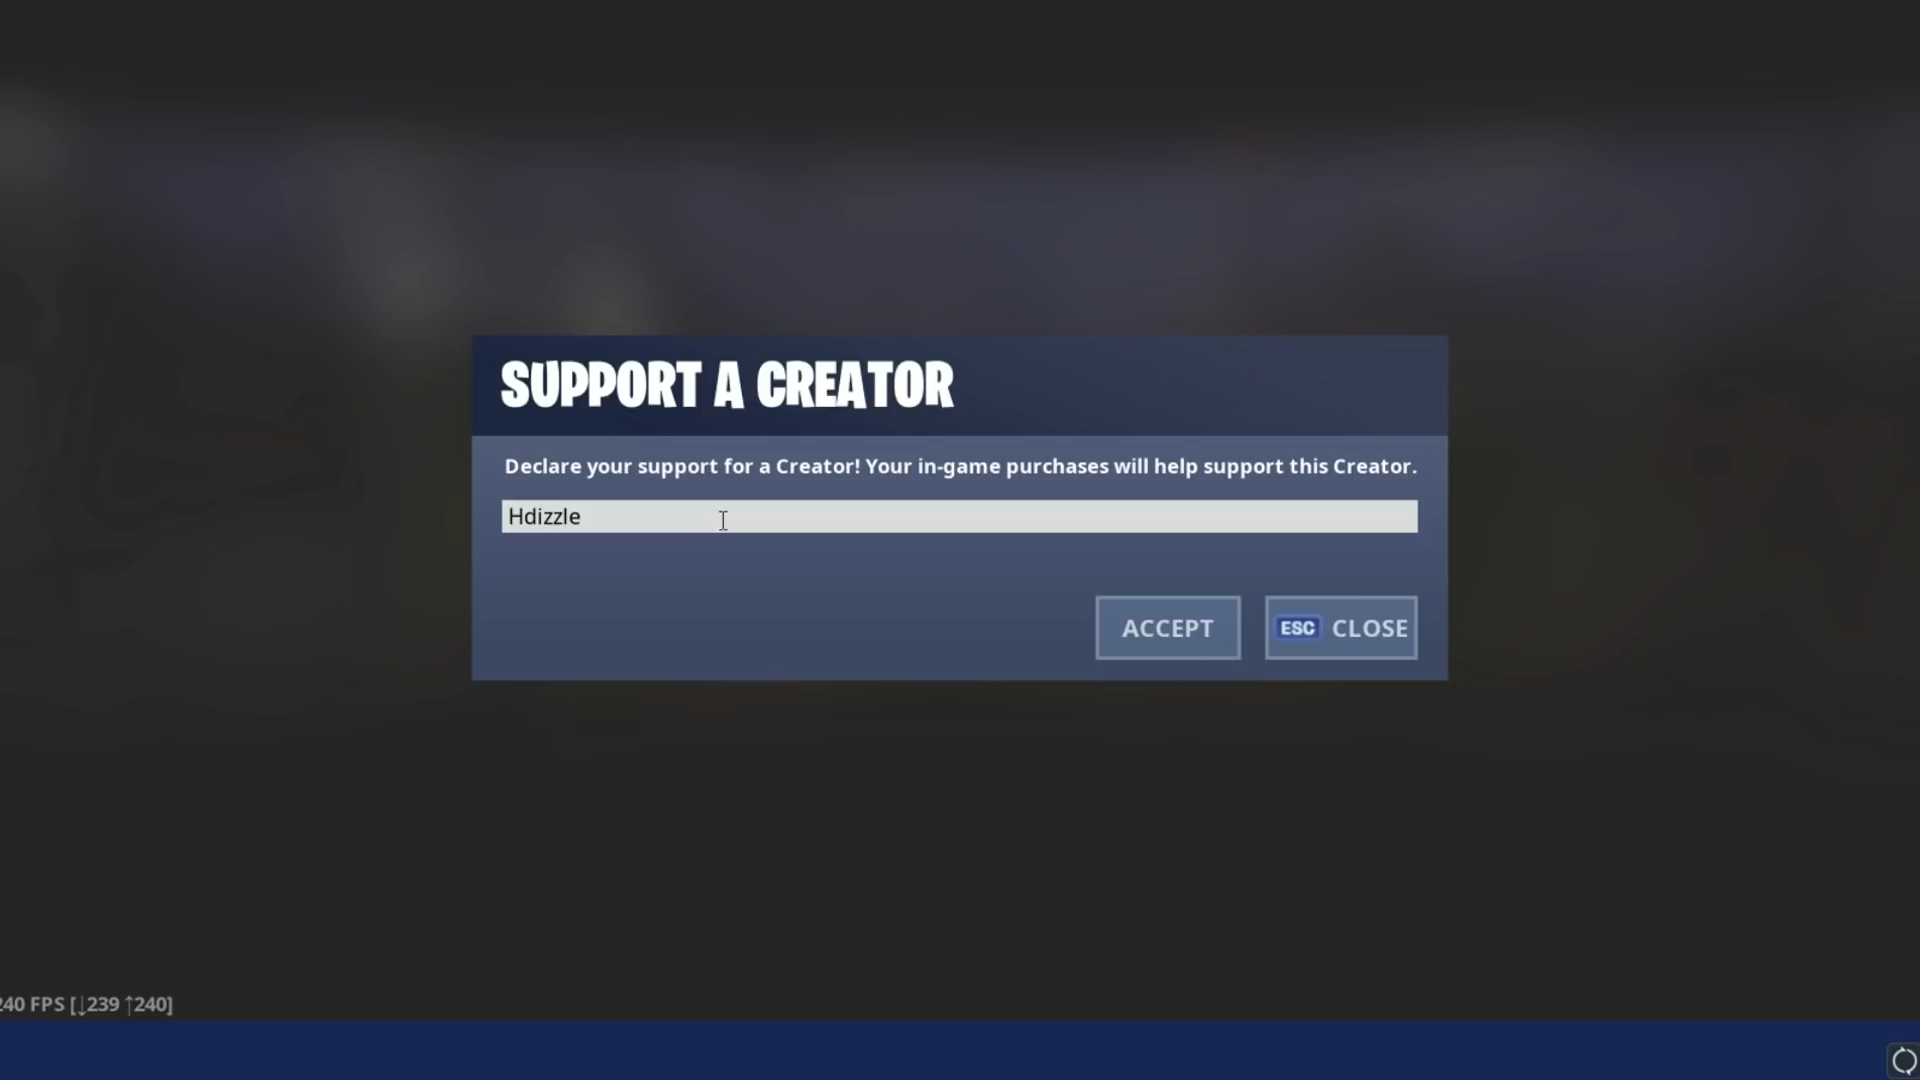 SUPPORT A CREATOR
Declare your support for a Creator! Your in-game purchases will help support this Creator.
Hdizzle
ACCEPT
ESC CLOSE
240 FPS [↓239 ↑240]